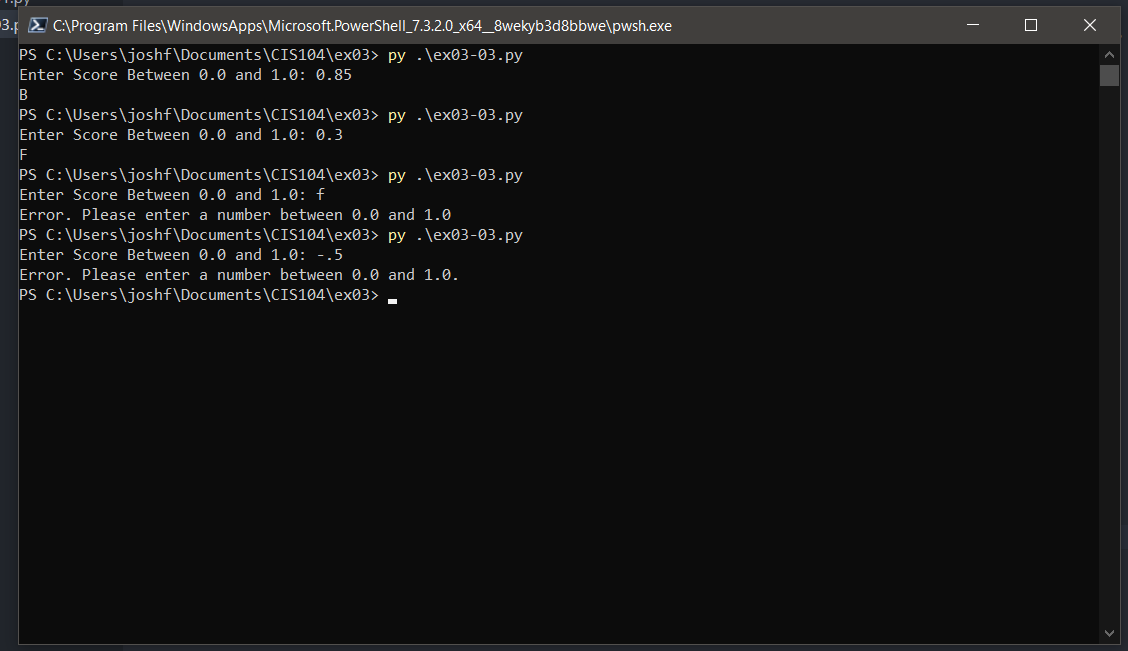 .py
03.p
C:\Program Files\WindowsApps\Microsoft.PowerShell_7.3.2.0_x64__8wekyb3d8bbwe\pwsh.exe
PS C:\Users\joshf\Documents\CIS104\ex03> py .\ex03-03.py
Enter Score Between 0.0 and 1.0: 0.85
B
PS C:\Users\joshf\Documents\CIS104\ex03> py .\ex03-03.py
Enter Score Between 0.0 and 1.0: 0.3
F
PS C:\Users\joshf\Documents\CIS104\ex03> py .\ex03-03.py
Enter Score Between 0.0 and 1.0: f
Error. Please enter a number between 0.0 and 1.0
PS C:\Users\joshf\Documents\CIS104\ex03> py .\ex03-03.py
Enter Score Between 0.0 and 1.0: -.5
Error. Please enter a number between 0.0 and 1.0.
PS C:\Users\joshf\Documents\CIS104\ex03>